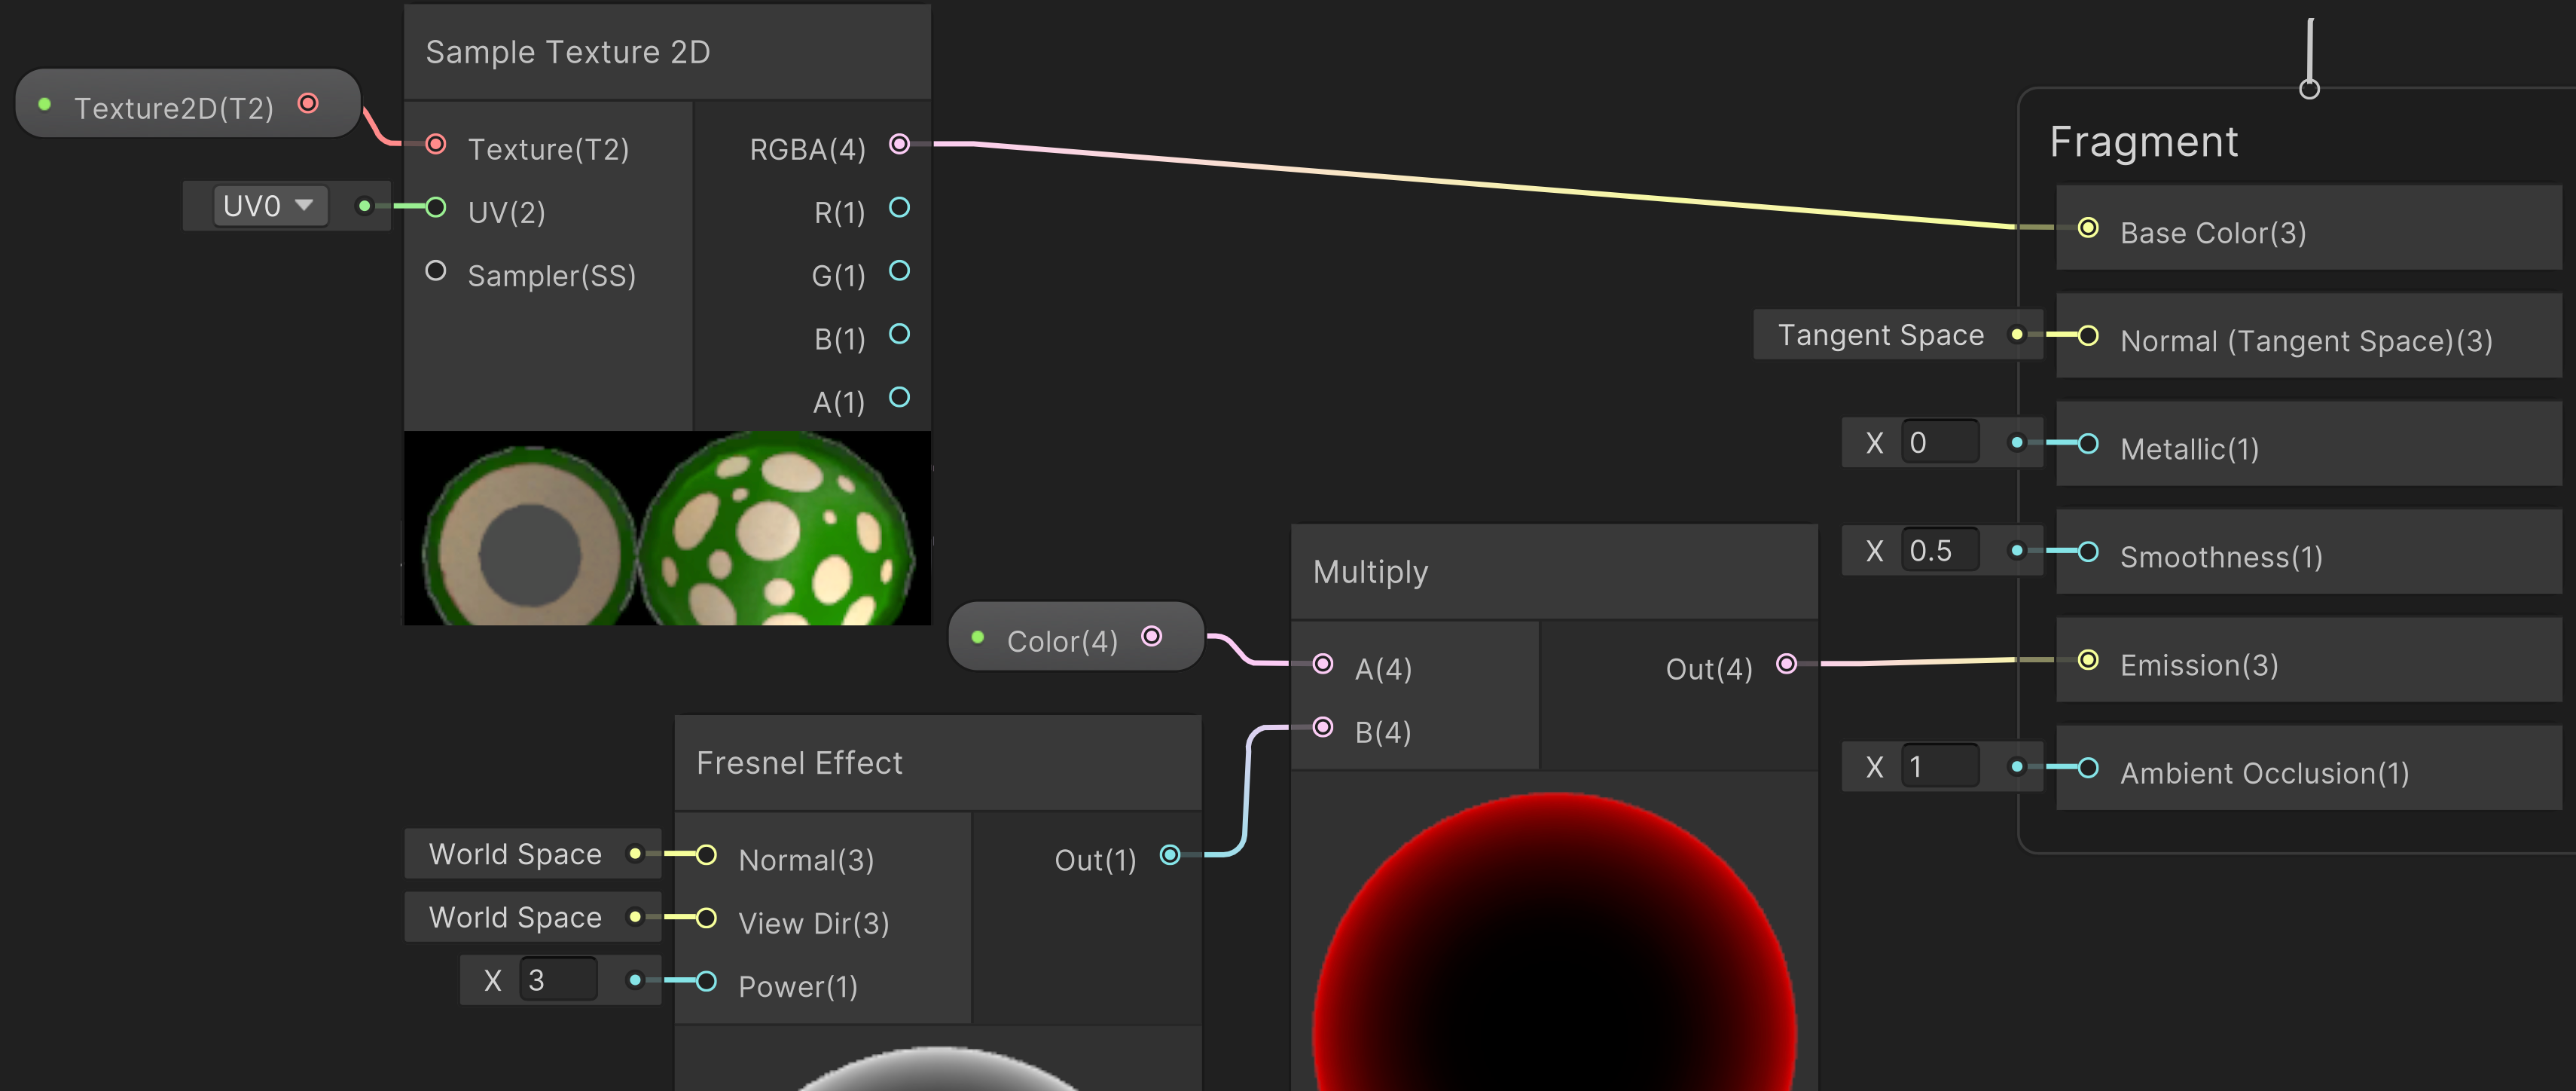 Texture2D(T2)
Sample Texture 2D
Texture(T2)
RGBA(4)
UV0
UV(2)
R(1)
Sampler(SS)
G(1)
B(1)
A(1)
Color(4)
Fresnel Effect
World Space
Normal(3)
Out(1)
World Space
View Dir(3)
X 3
Power(1)
Multiply
A(4)
Out(4)
B(4)
Fragment
Base Color(3)
Tangent Space
Normal (Tangent Space)(3)
X 0
Metallic(1)
X 0.5
Smoothness(1)
Emission(3)
X 1
Ambient Occlusion(1)